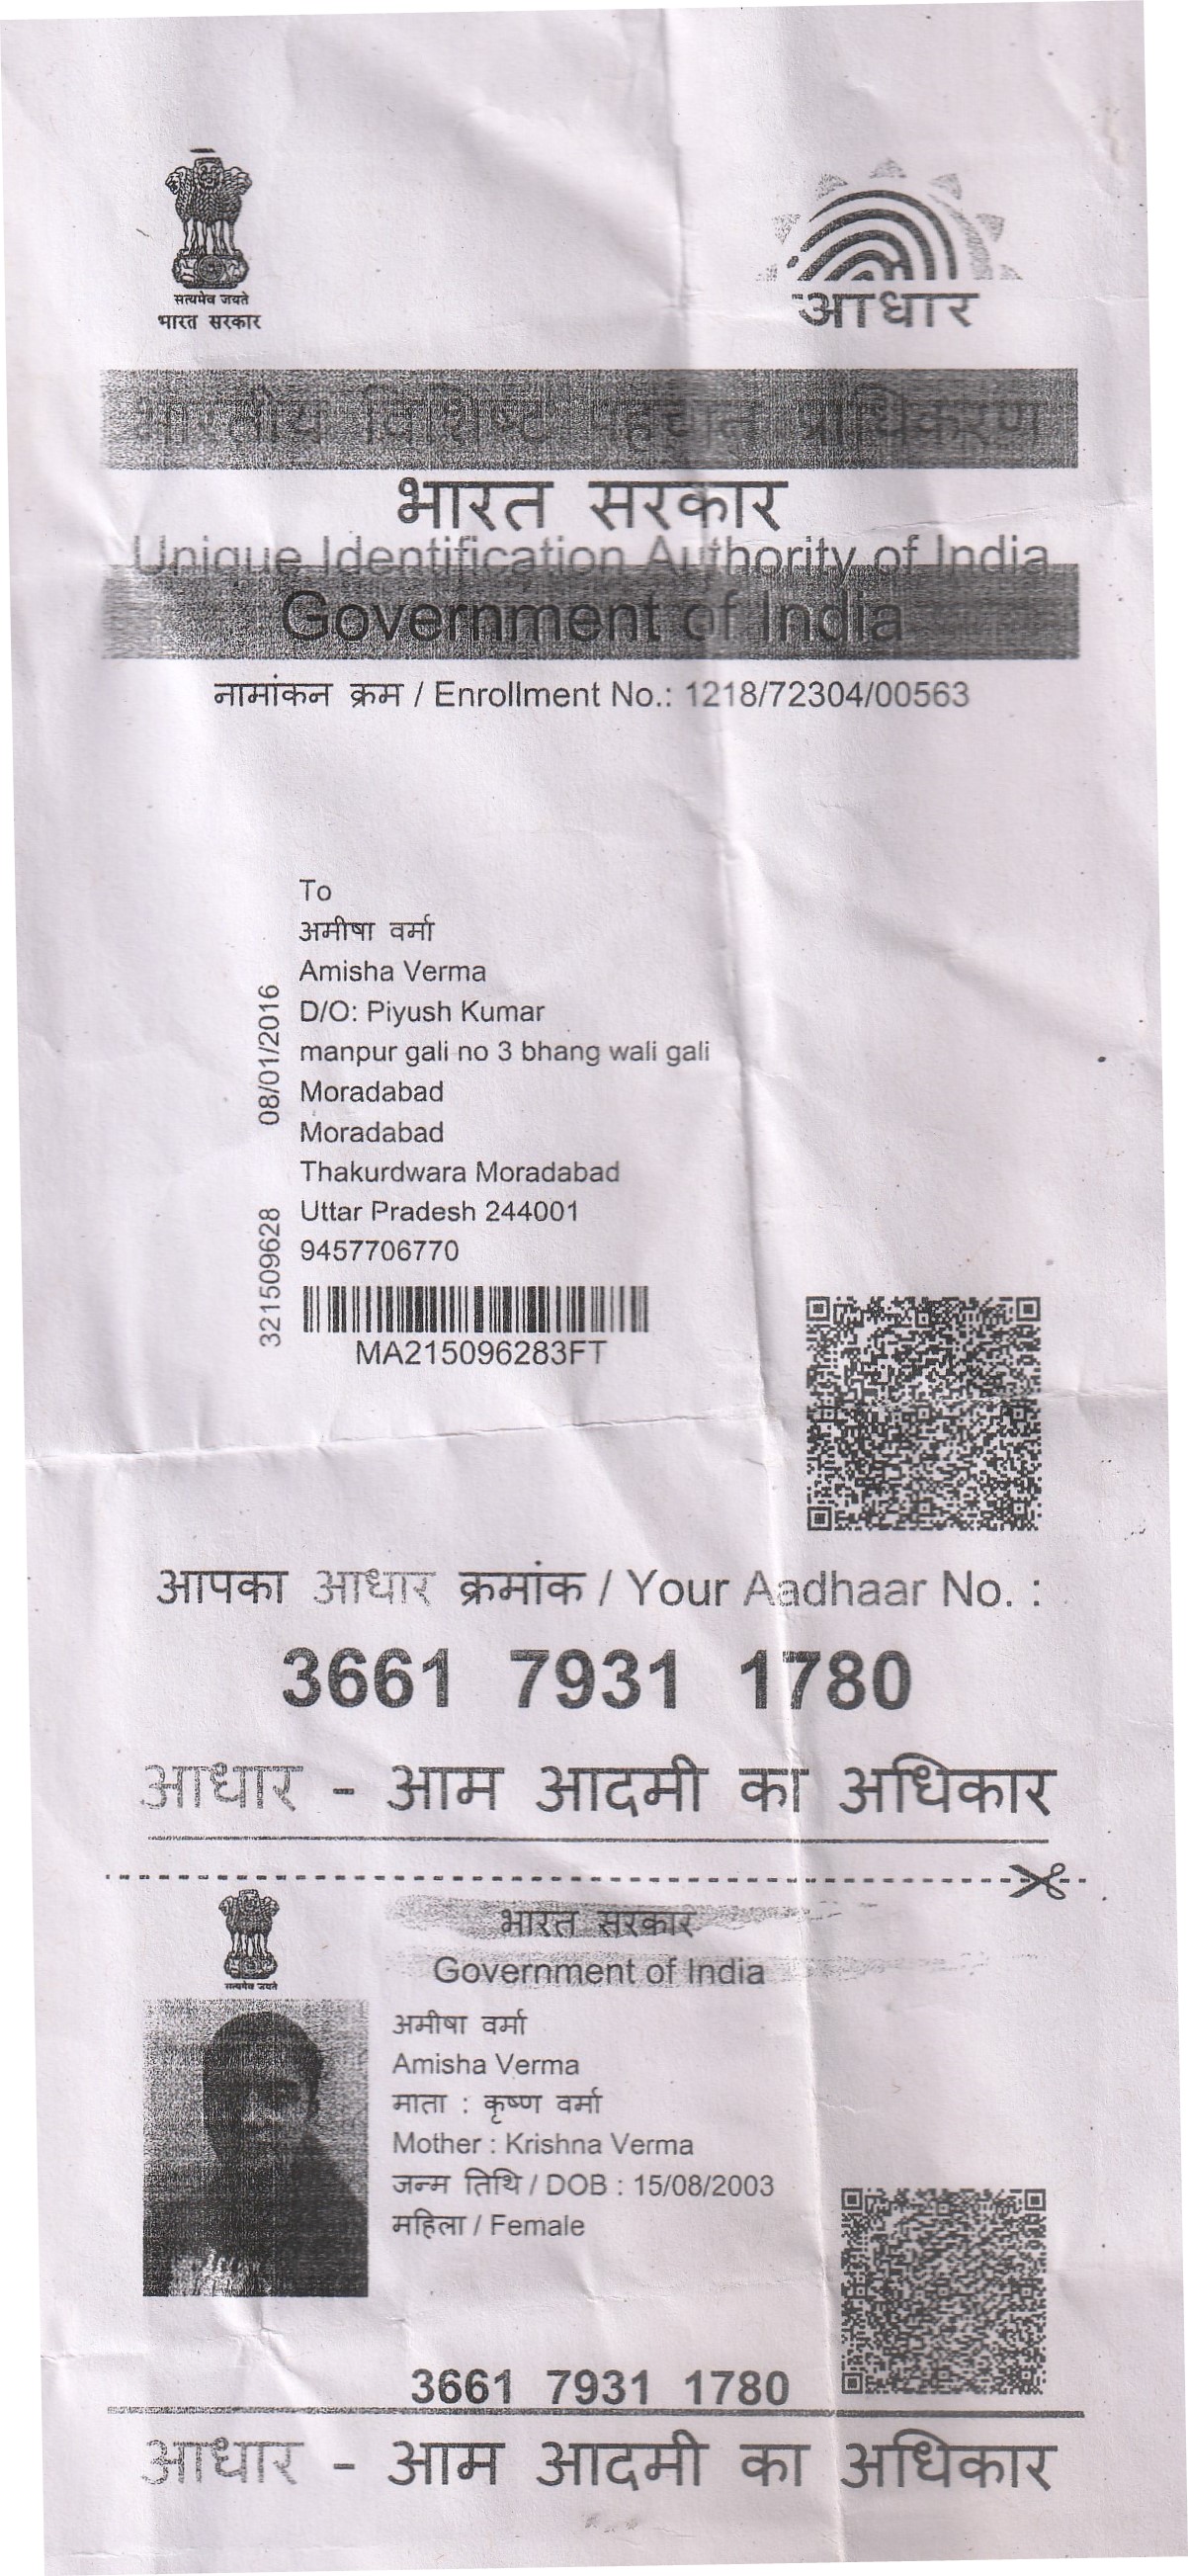 सत्यमेव जयते
भारत सरकार
आधार
भारतीय विशिष्ट पहचान प्राधिकरण
भारत सरकार
Unique Identification Authority of India
Government of India
नामांकन क्रम / Enrollment No.: 1218/72304/00563
To
अमीषा वर्मा
Amisha Verma
D/O: Piyush Kumar
manpur gali no 3 bhang wali gali
Moradabad
Moradabad
Thakurdwara Moradabad
Uttar Pradesh 244001
9457706770
08/01/2016
321509628
MA215096283FT
आपका आधार क्रमांक / Your Aadhaar No. :
3661 7931 1780
आधार - आम आदमी का अधिकार
सत्यमेव जयते
भारत सरकार
Government of India
अमीषा वर्मा
Amisha Verma
माता : कृष्ण वर्मा
Mother : Krishna Verma
जन्म तिथि / DOB : 15/08/2003
महिला / Female
3661 7931 1780
आधार - आम आदमी का अधिकार